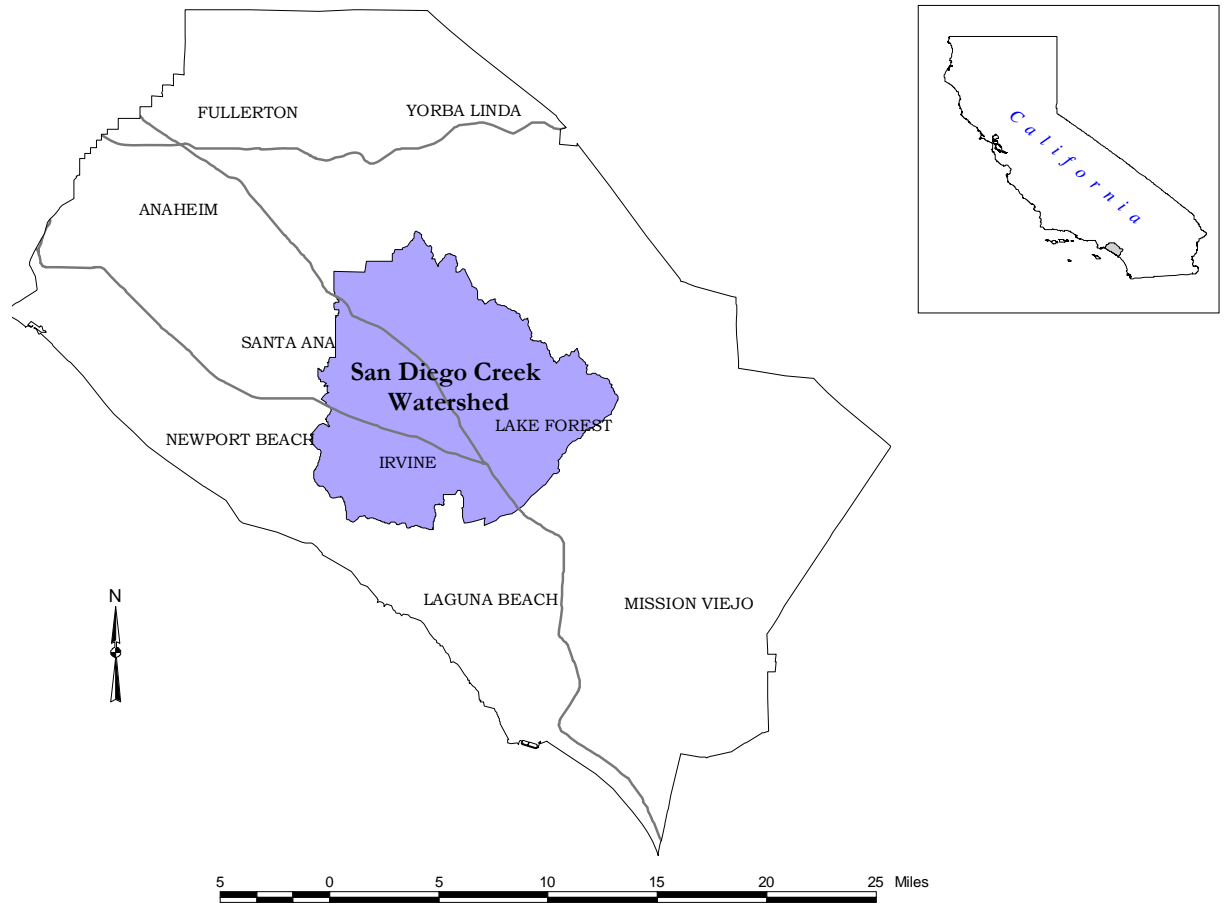 FULLERTON
YORBA LINDA
California
ANAHEIM
SANTA ANA
San Diego Creek
Watershed
LAKE FOREST
NEWPORT BEACH
IRVINE
N
LAGUNA BEACH
MISSION VIEJO
5 0 5 10 15 20 25 Miles